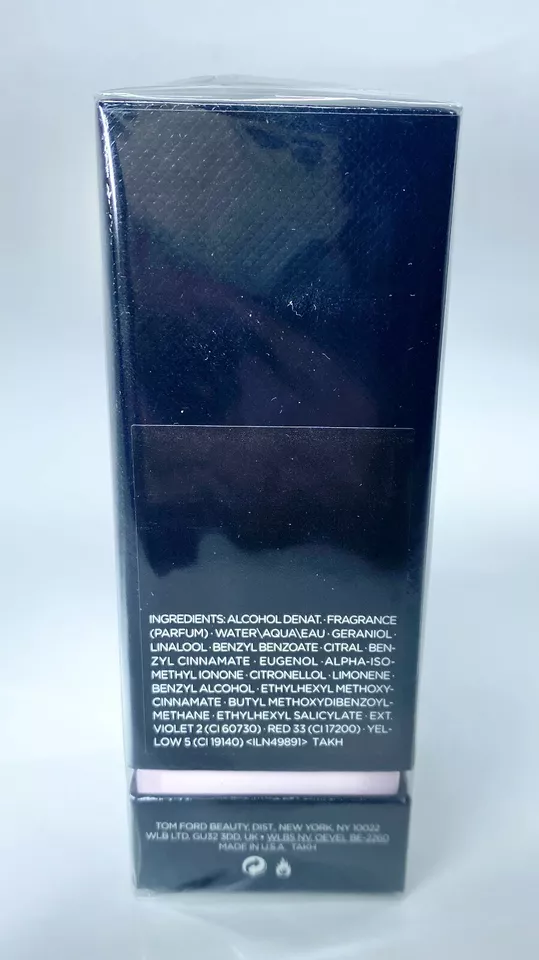 INGREDIENTS: ALCOHOL DENAT. · FRAGRANCE
(PARFUM) · WATER\AQUA\EAU · GERANIOL ·
LINALOOL · BENZYL BENZOATE · CITRAL · BEN-
ZYL CINNAMATE · EUGENOL · ALPHA-ISO-
METHYL IONONE · CITRONELLOL · LIMONENE ·
BENZYL ALCOHOL · ETHYLHEXYL METHOXY-
CINNAMATE · BUTYL METHOXYDIBENZOYL-
METHANE · ETHYLHEXYL SALICYLATE · EXT.
VIOLET 2 (CI 60730) · RED 33 (CI 17200) · YEL-
LOW 5 (CI 19140) <ILN49891> TAKH
TOM FORD BEAUTY, DIST., NEW YORK, NY 10022
WLB LTD. GU32 3DD, UK • WLBS NV. OEVEL BE-2260
MADE IN U.S.A. TAKH